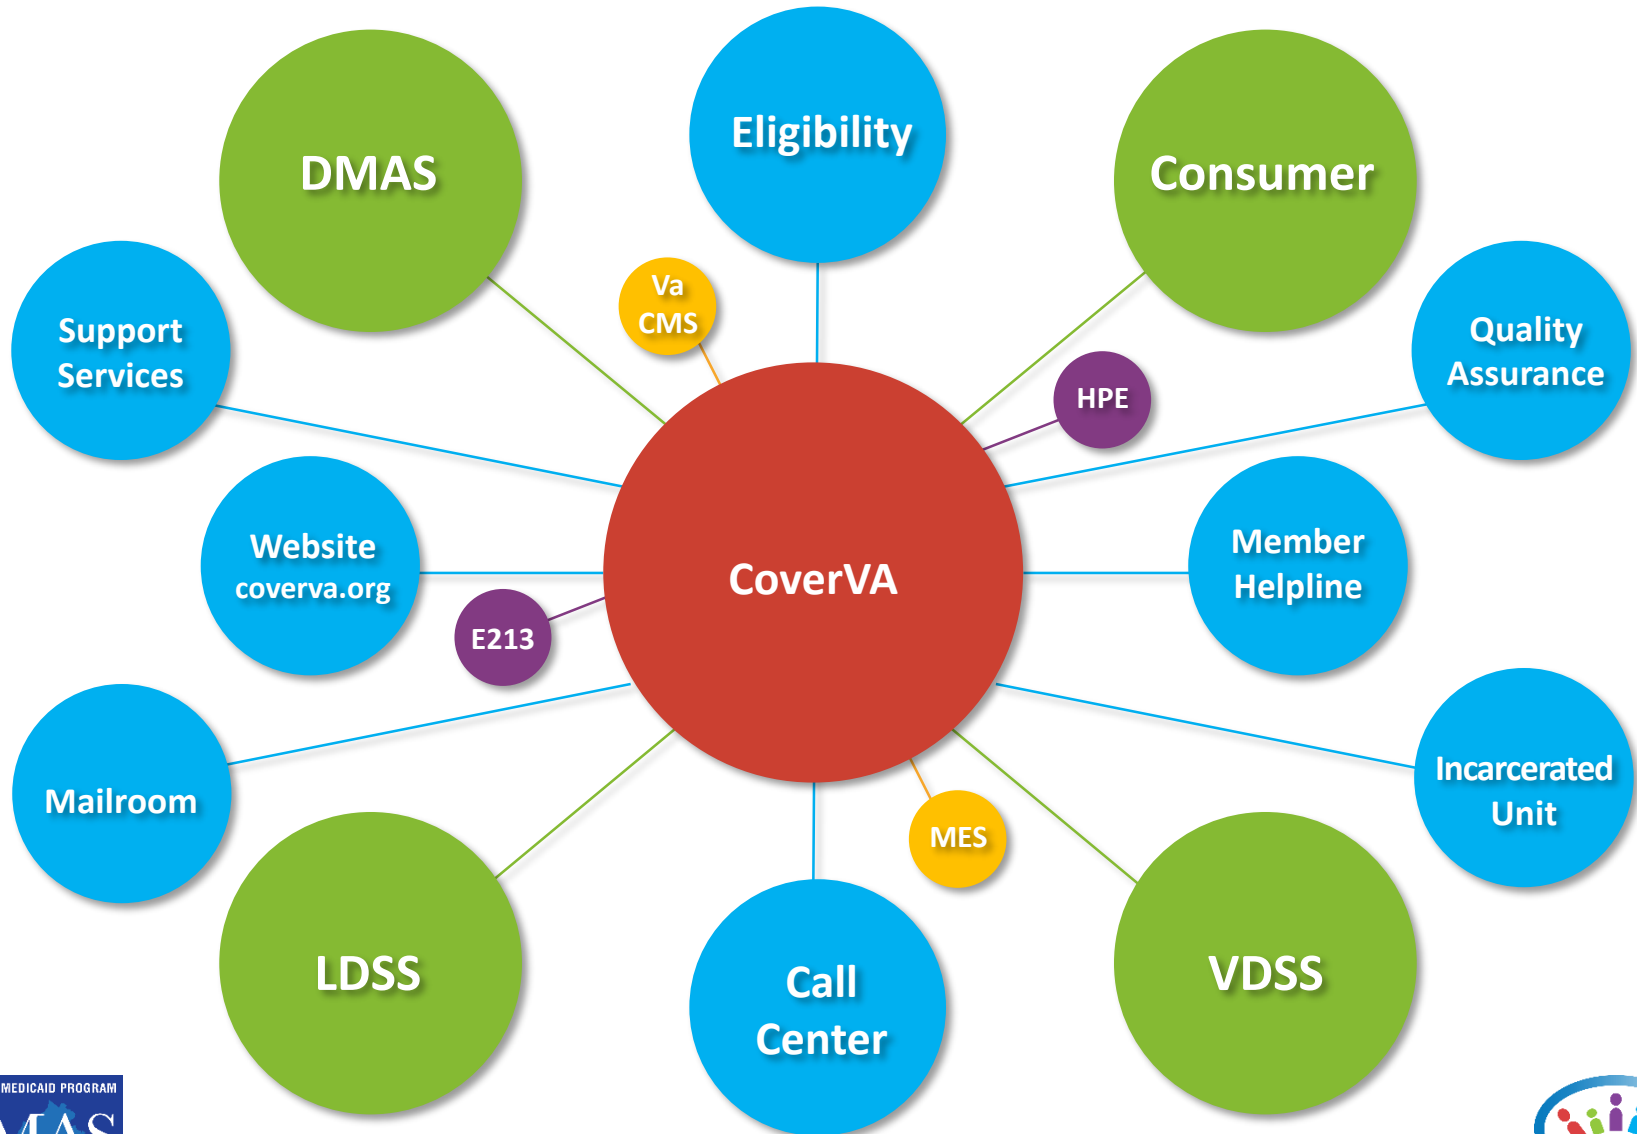 DMAS
Eligibility
Consumer
Va
CMS
Support
Services
Quality
Assurance
HPE
Website
coverva.org
CoverVA
Member
Helpline
E213
Mailroom
Incarcerated
Unit
MES
LDSS
Call
Center
VDSS
MEDICAID PROGRAM
MAS